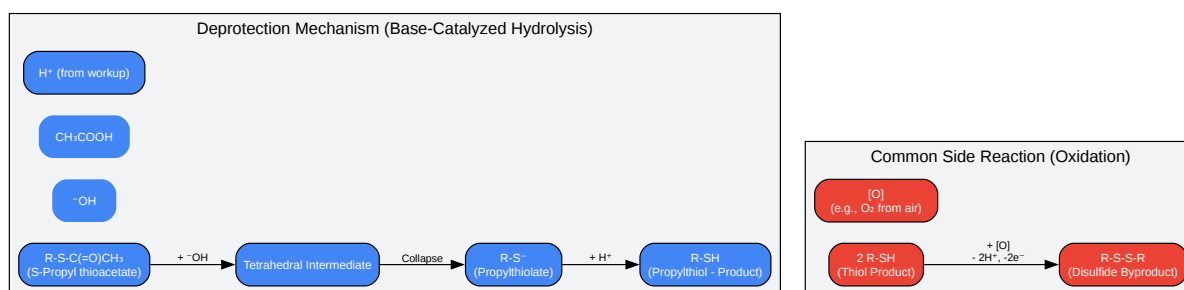 Deprotection Mechanism (Base-Catalyzed Hydrolysis)
H⁺ (from workup)
CH₃COOH
⁻OH
R-S-C(=O)CH₃
(S-Propyl thioacetate)
+ ⁻OH
Tetrahedral Intermediate
Collapse
R-S⁻
(Propylthiolate)
+ H⁺
R-SH
(Propylthiol - Product)
Common Side Reaction (Oxidation)
[O]
(e.g., O₂ from air)
2 R-SH
(Thiol Product)
+ [O]
- 2H⁺, -2e⁻
R-S-S-R
(Disulfide Byproduct)